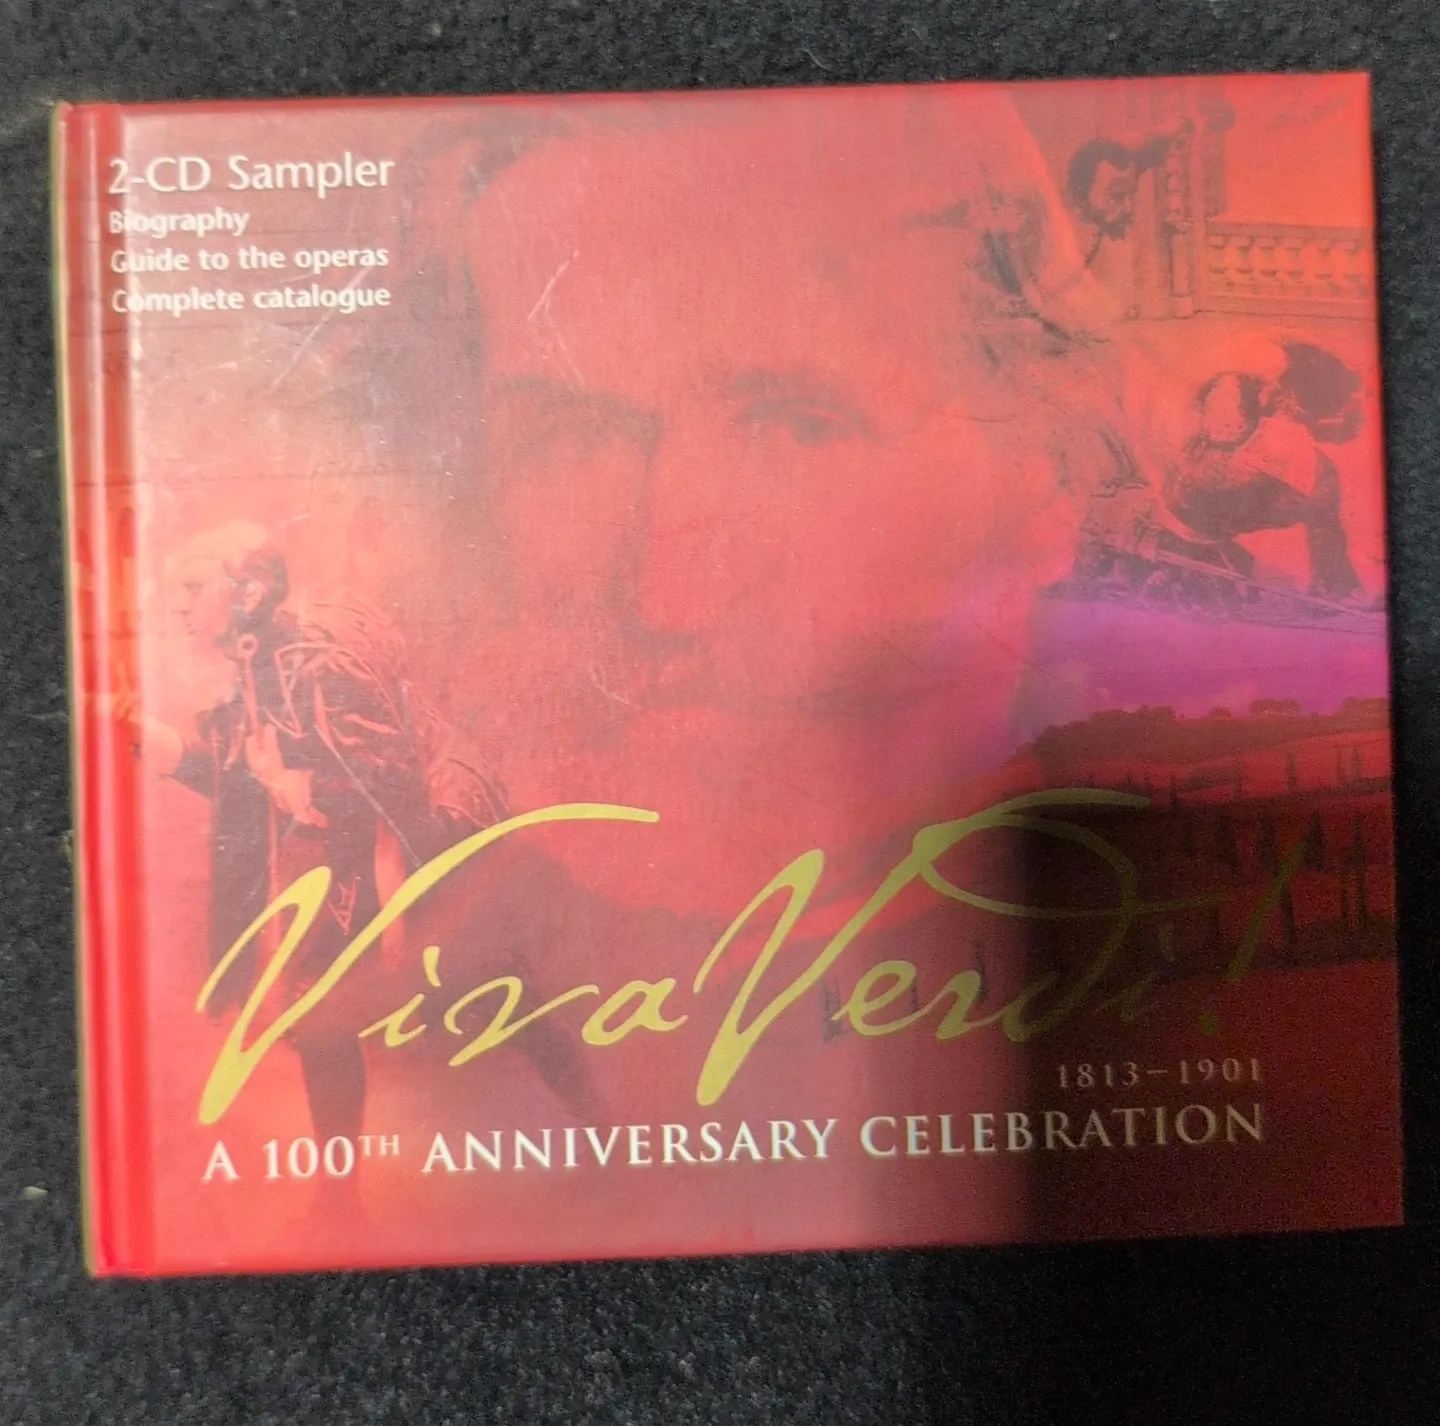 2-CD Sampler
Biography
Guide to the operas
Complete catalogue
Viva Verdi!
1813–1901
A 100TH ANNIVERSARY CELEBRATION